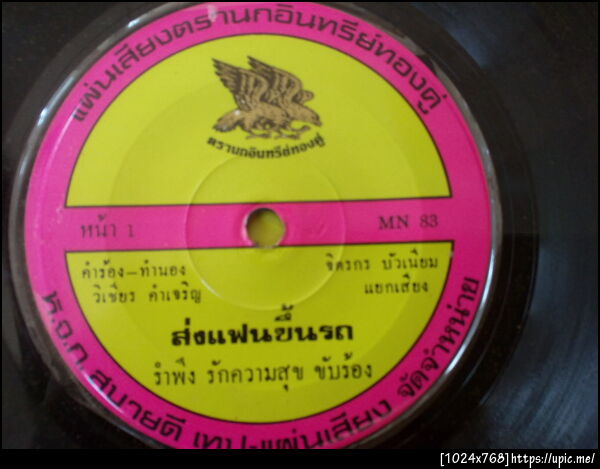 แผ่นเสียงตรานกอินทรีย์ทองคู่
ตรานกอินทรีย์ทองคู่
หน้า 1
MN 83
คำร้อง-ทำนอง
วิเชียร คำเจริญ
จิตรกร บัวเนียม
แยกเสียง
ส่งแฟนขึ้นรถ
รำพึง รักความสุข ขับร้อง
ห.จ.ก. สบายดี เทป-แผ่นเสียง จัดจำหน่าย
[1024x768]https://upic.me/